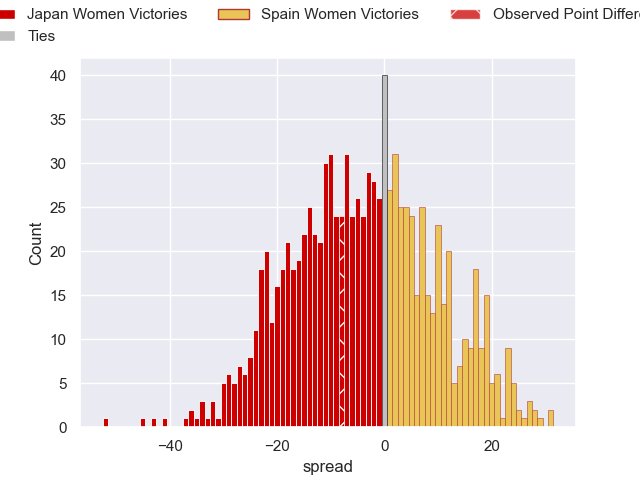 Japan Women Victories Spain Women Victories Observed Point Differe
Ties
40
35
30
25
20
15
10
5
0
Count
−40 −20 0 20
spread